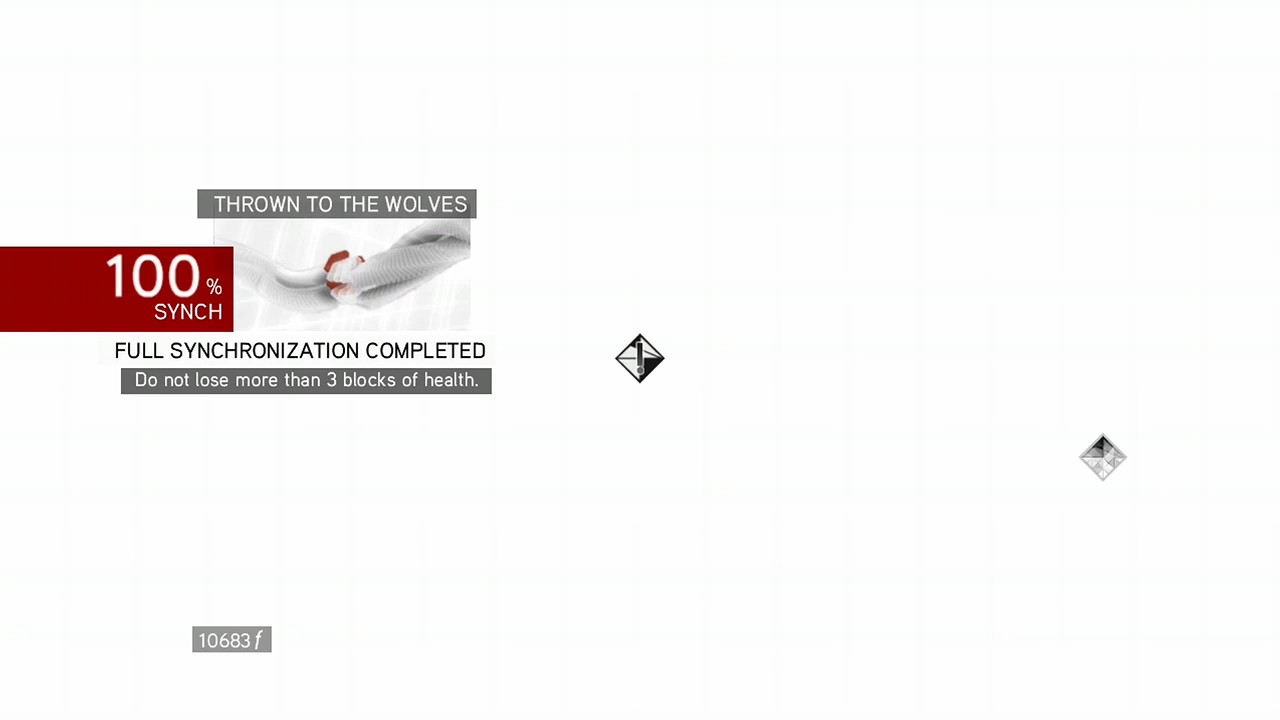 THROWN TO THE WOLVES
100 %
SYNCH
FULL SYNCHRONIZATION COMPLETED
Do not lose more than 3 blocks of health.
10683 ƒ